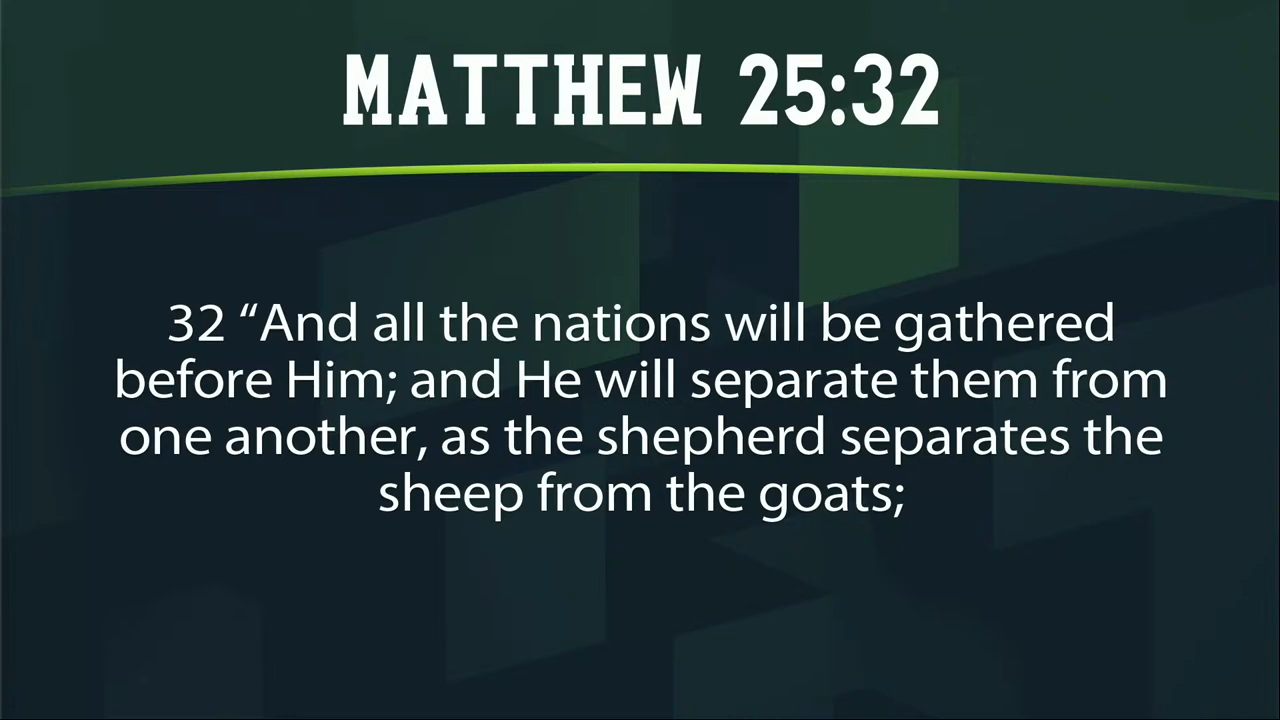 MATTHEW 25:32
32 “And all the nations will be gathered
before Him; and He will separate them from
one another, as the shepherd separates the
sheep from the goats;